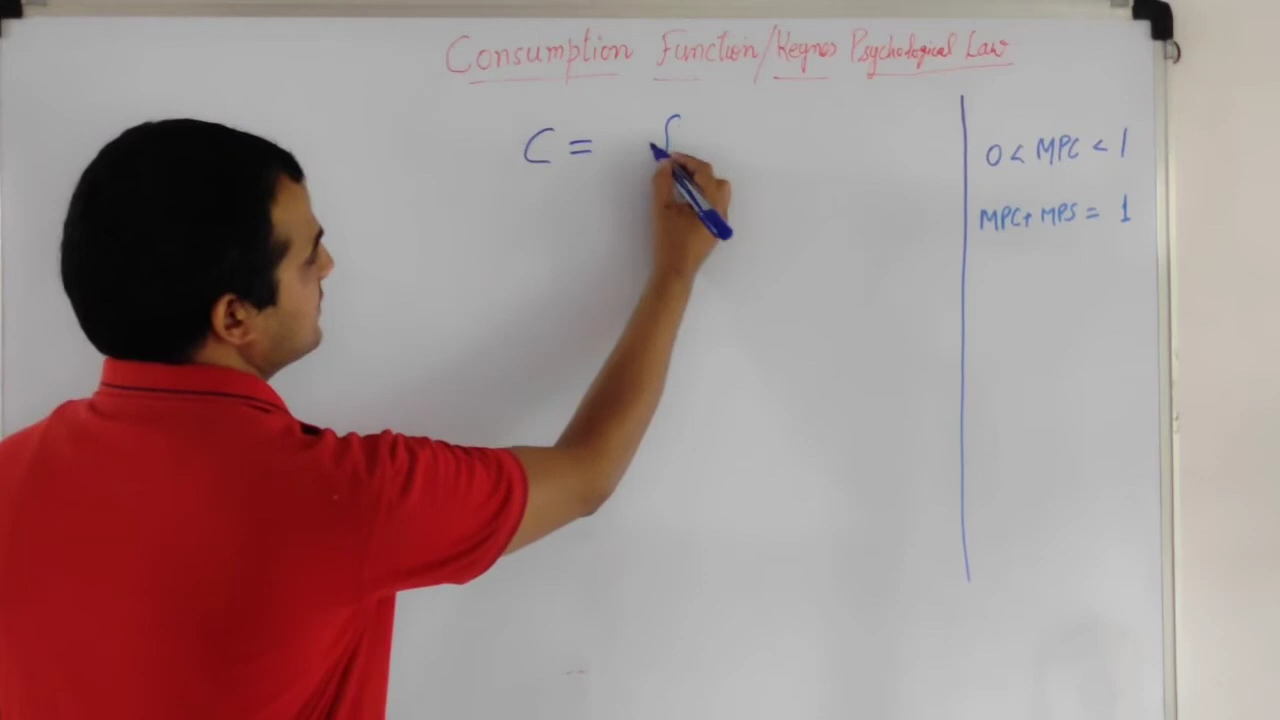 Consumption Function/Keynes Psychological Law
C = f
0 < MPC < 1
MPC + MPS = 1